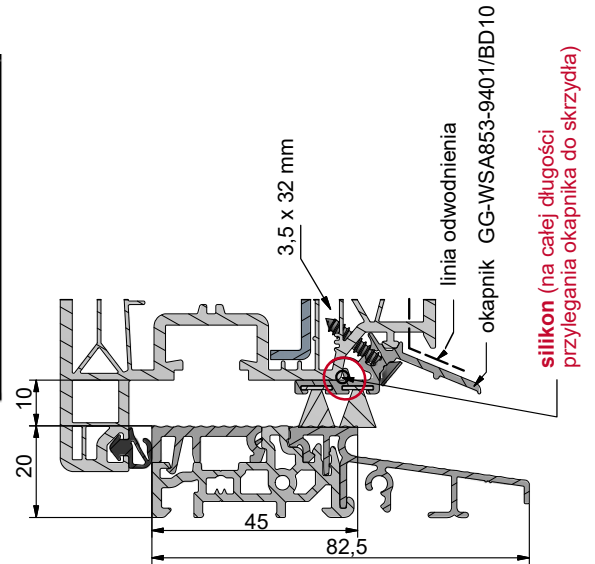 3,5 x 32 mm
linia odwodnienia
okapnik GG-WSA853-9401/BD10
silikon (na całej długości
przylegania okapnika do skrzydła)
10
20
45
82,5